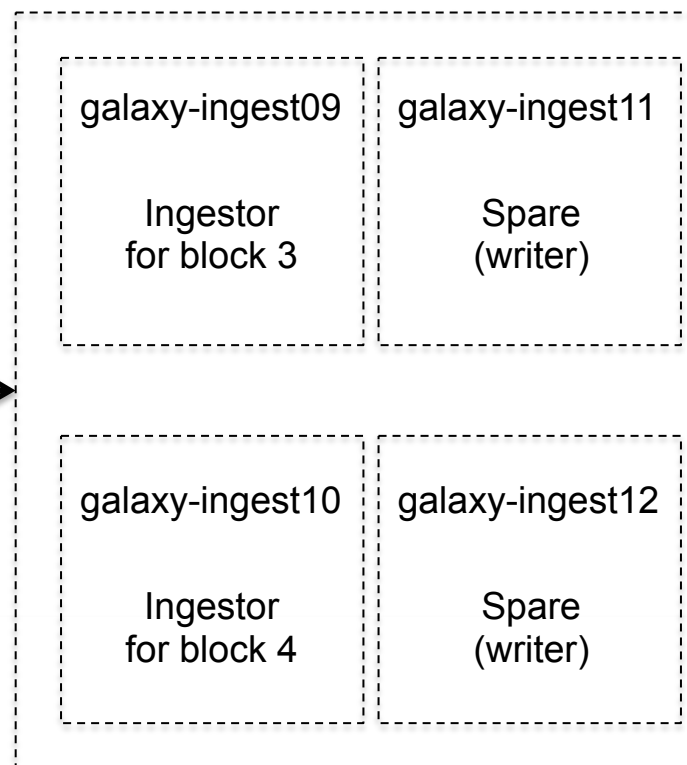 galaxy-ingest09
Ingestor
for block 3
galaxy-ingest11
Spare
(writer)
galaxy-ingest10
Ingestor
for block 4
galaxy-ingest12
Spare
(writer)